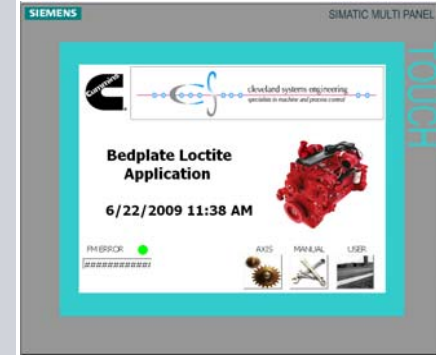 SIEMENS
SIMATIC MULTI PANEL
TOUCH
Cummins
cleveland systems engineering
specialists in machine and process control
Bedplate Loctite
Application
6/22/2009 11:38 AM
FM ERROR
AXIS MANUAL USER
###########